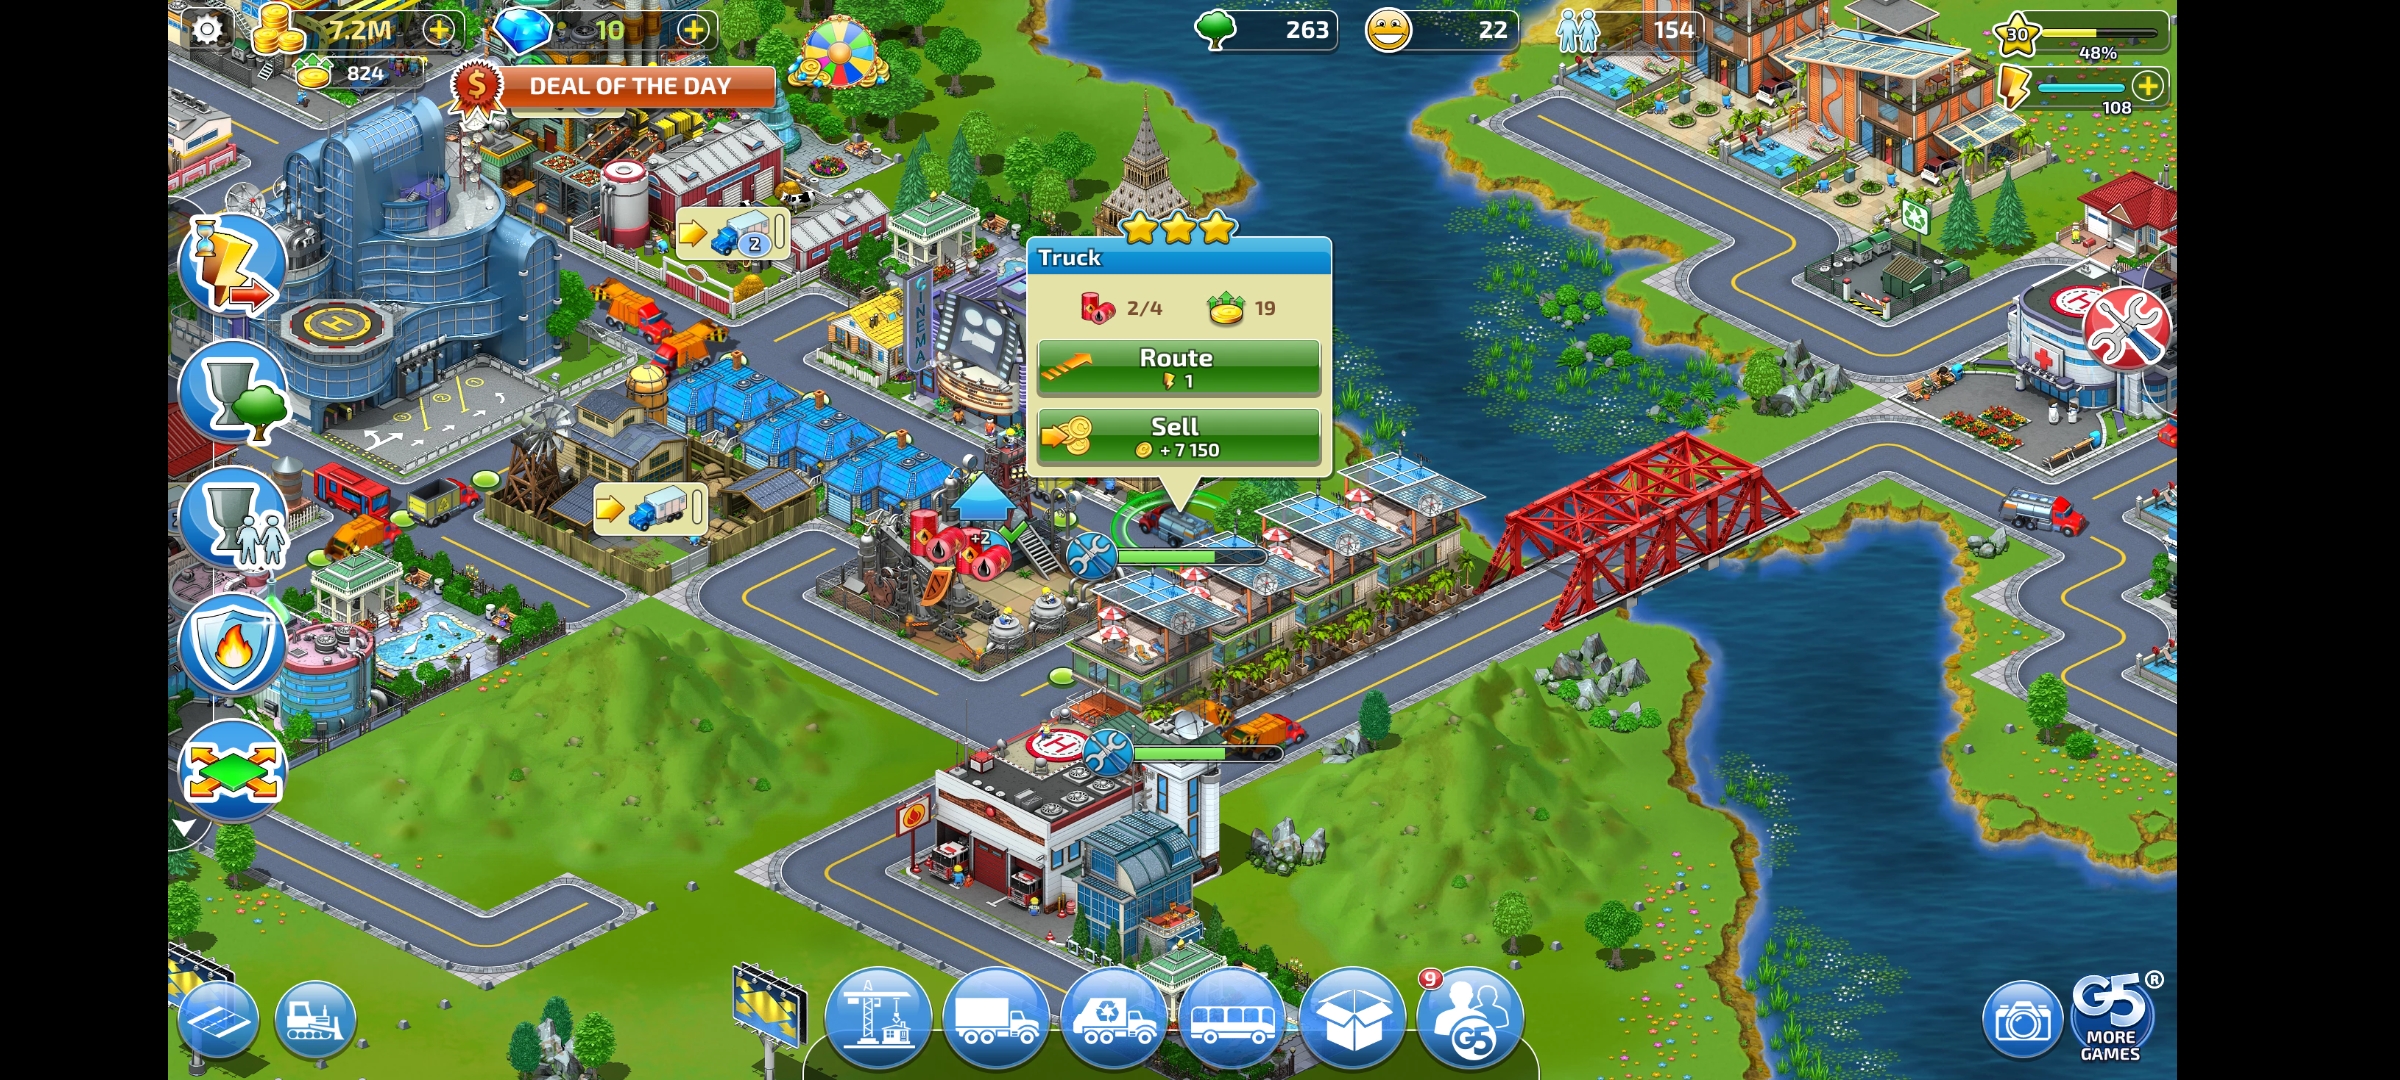 7.2M
10
263
22
154
30
48%
824
DEAL OF THE DAY
108
2
CINEMA
Truck
2/4
19
Route
1
Sell
+ 7 150
+2
9
A
G5
G5®
MORE
GAMES